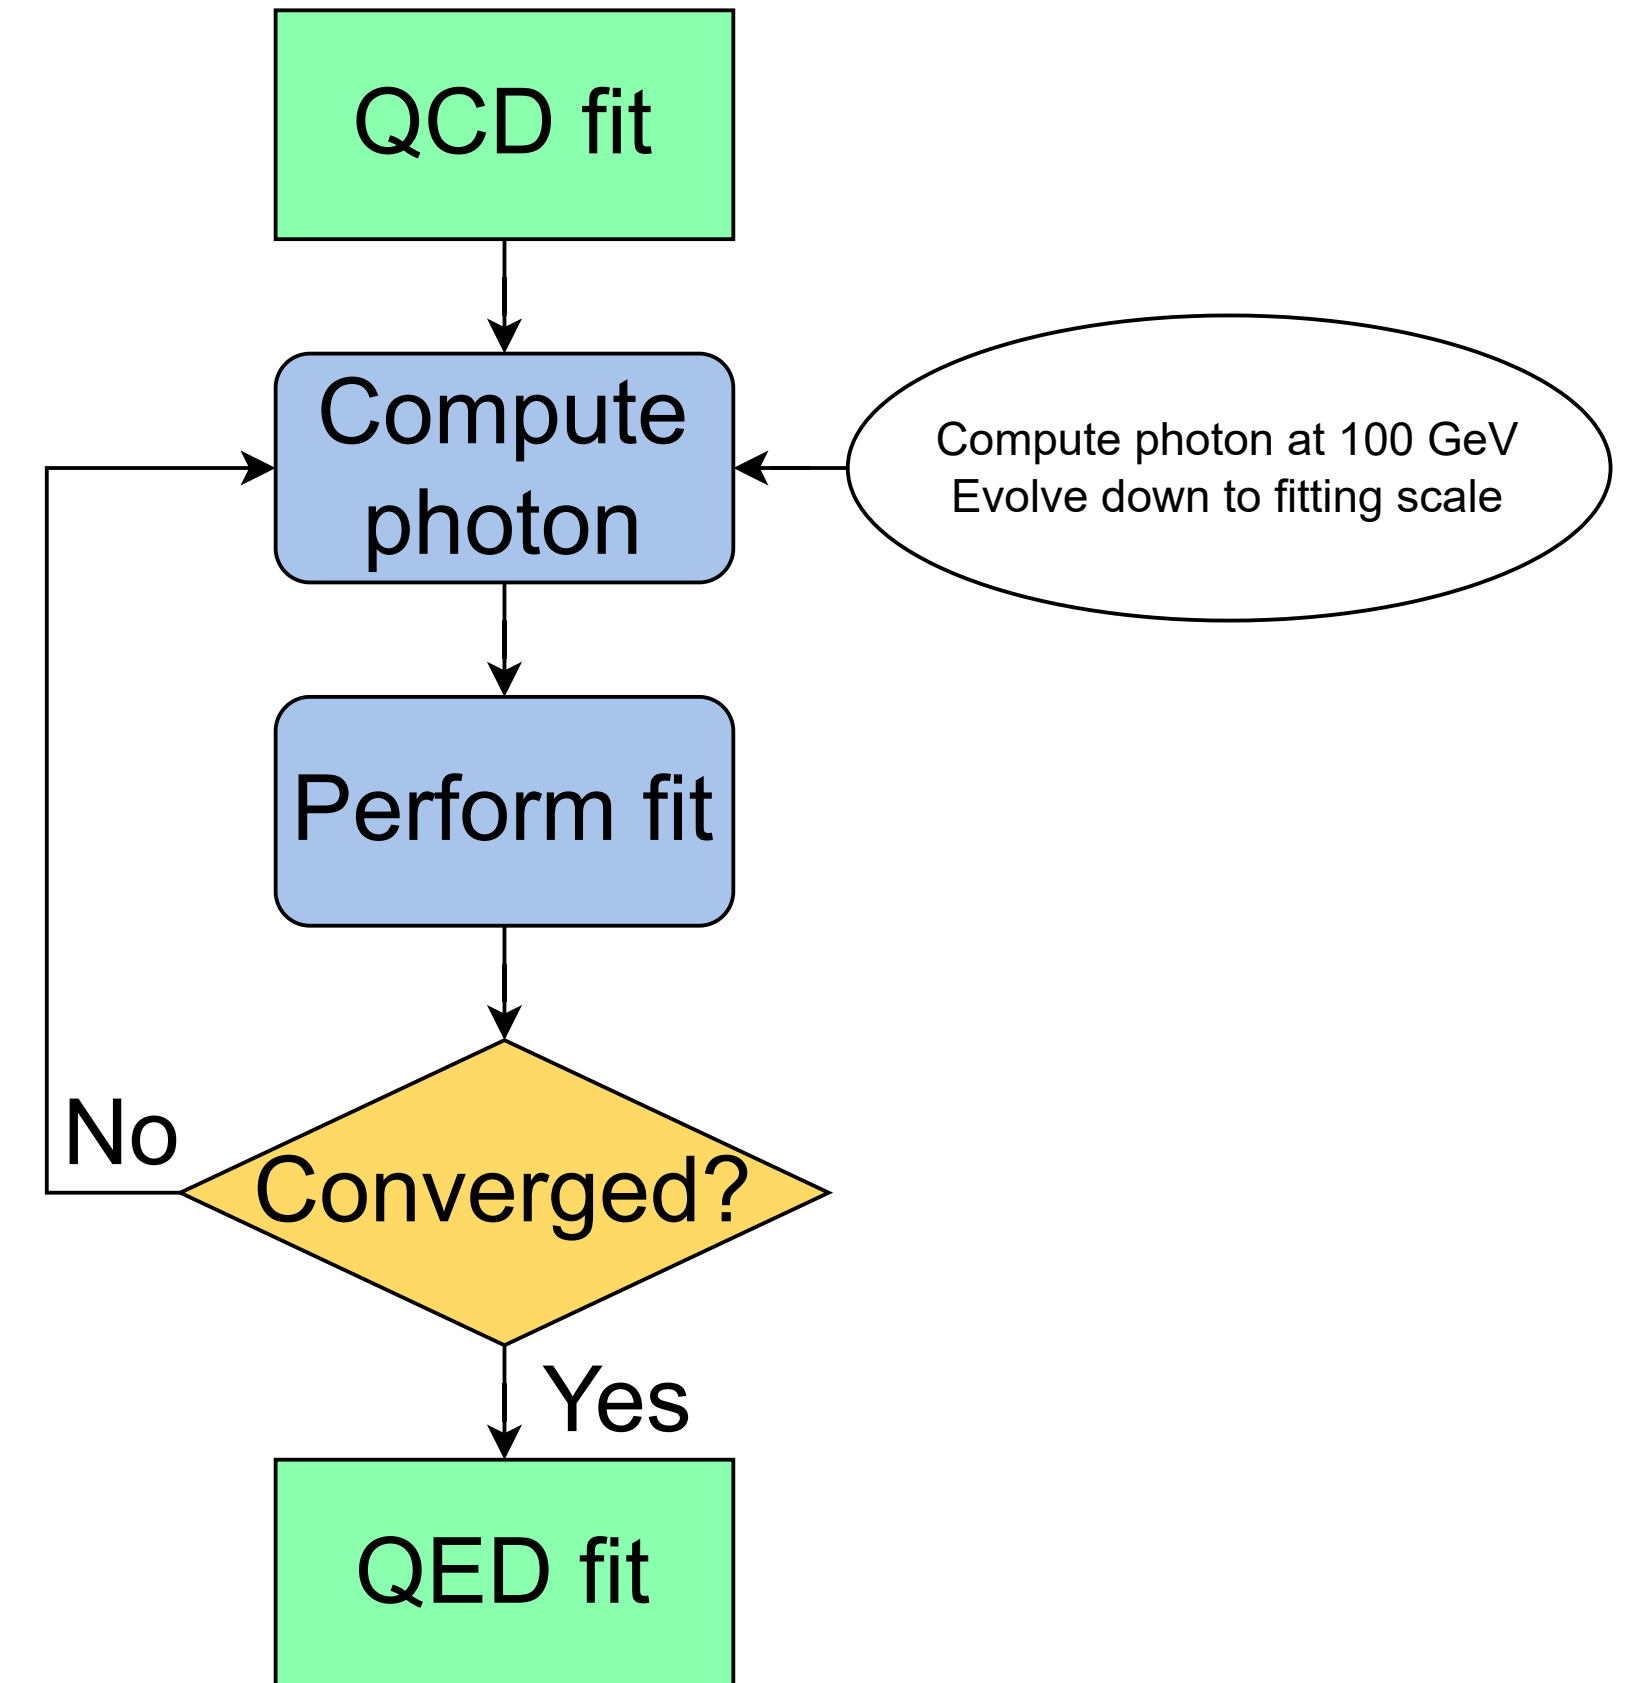 QCD fit
Compute
photon
Compute photon at 100 GeV
Evolve down to fitting scale
Perform fit
No
Converged?
Yes
QED fit